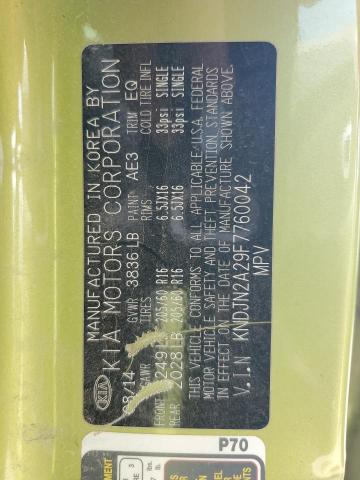 MANUFACTURED IN KOREA BY
KIA KIA MOTORS CORPORATION
08/14 GVWR 3836LB PAINT AE3 TRIM EQ
GAWR TIRES RIMS COLD TIRE INFL
FRONT 2249LB 205/60 R16 6.5JX16 33psi SINGLE
REAR 2028LB 205/60 R16 6.5JX16 33psi SINGLE
THIS VEHICLE CONFORMS TO ALL APPLICABLE U.S.A. FEDERAL
MOTOR VEHICLE SAFETY AND THEFT PREVENTION STANDARDS
IN EFFECT ON THE DATE OF MANUFACTURE SHOWN ABOVE.
V.I.N KNDJN2A29F7760042
MPV
P70